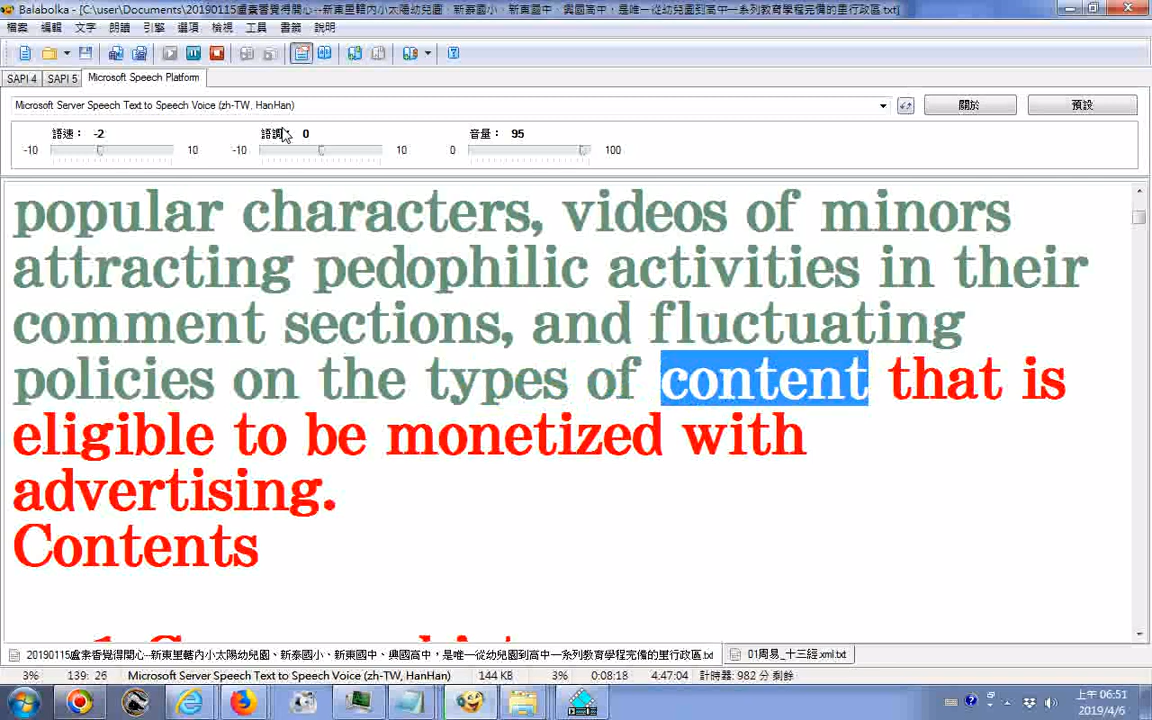 Balabolka - [C:\user\Documents\20190115盧素香覺得開心--新東里轄內小太陽幼兒園、新泰國小、新東國中、興國高中，是唯一從幼兒園到高中一系列教育學程完備的里行政區.txt]
檔案 編輯 文字 朗讀 引擎 選項 檢視 工具 書籤 說明
SAPI 4 SAPI 5 Microsoft Speech Platform
Microsoft Server Speech Text to Speech Voice (zh-TW, HanHan) 關於 預設
語速： -2 語調： 0 音量： 95
-10 10 -10 10 0 100
popular characters, videos of minors
attracting pedophilic activities in their
comment sections, and fluctuating
policies on the types of content that is
eligible to be monetized with
advertising.
Contents
20190115盧素香覺得開心--新東里轄內小太陽幼兒園、新泰國小、新東國中、興國高中，是唯一從幼兒園到高中一系列教育學程完備的里行政區.txt 01周易_十三經.xml.txt
3% 139: 26 Microsoft Server Speech Text to Speech Voice (zh-TW, HanHan) 144 KB 3% 0:08:18 4:47:04 計時器: 982 分 剩餘
上午 06:51
2019/4/6